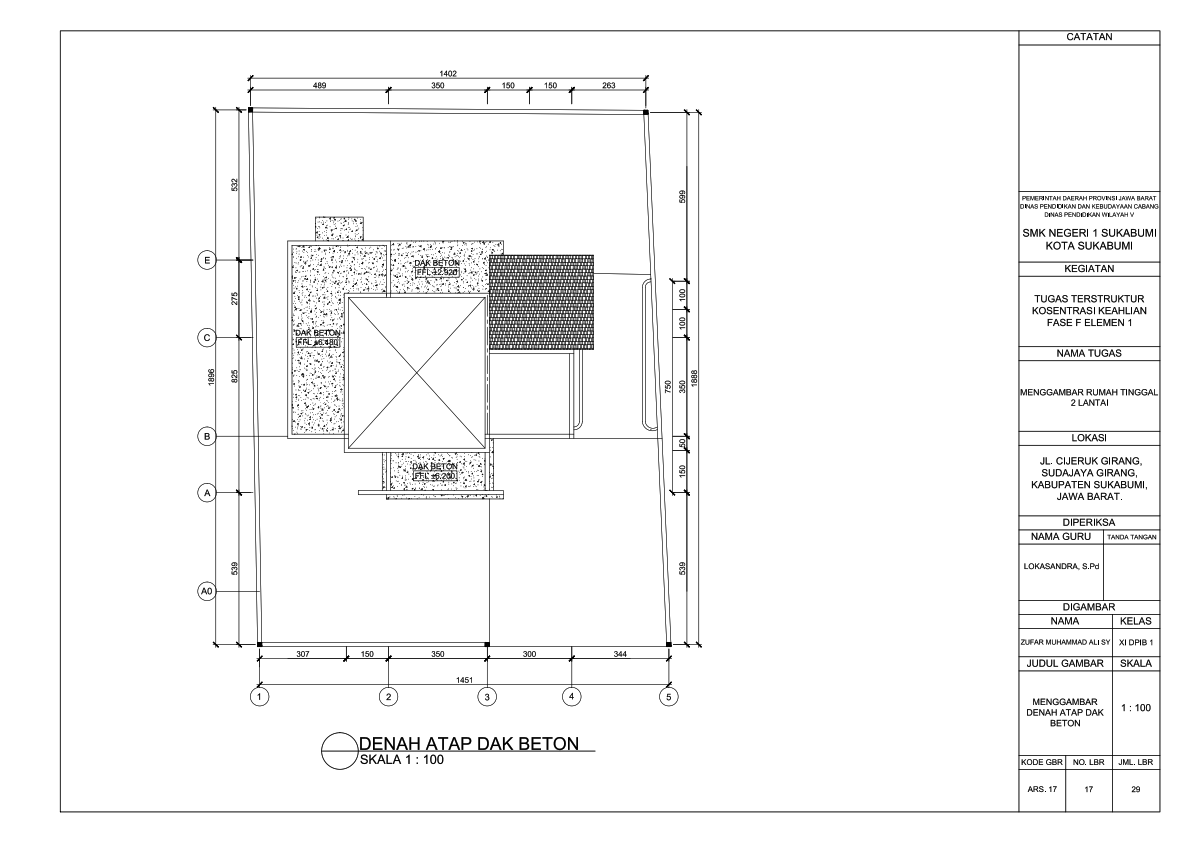 1402
489 350 150 150 263
532
275
825
1896
539
599
100
100
350
750
1888
50
150
539
E
C
B
A
A0
DAK BETON
FFL ±2.920
DAK BETON
FFL ±6.480
DAK BETON
307 150 350 300 344
1451
1 2 3 4 5
DENAH ATAP DAK BETON
SKALA 1 : 100
CATATAN
PEMERINTAH DAERAH PROVINSI JAWA BARAT
DINAS PENDIDIKAN DAN KEBUDAYAAN CABANG
DINAS PENDIDIKAN WILAYAH V
SMK NEGERI 1 SUKABUMI
KOTA SUKABUMI
KEGIATAN
TUGAS TERSTRUKTUR
KOSENTRASI KEAHLIAN
FASE F ELEMEN 1
NAMA TUGAS
MENGGAMBAR RUMAH TINGGAL
2 LANTAI
LOKASI
JL. CIJERUK GIRANG,
SUDAJAYA GIRANG,
KABUPATEN SUKABUMI,
JAWA BARAT.
DIPERIKSA
NAMA GURU TANDA TANGAN
LOKASANDRA, S.Pd
DIGAMBAR
NAMA KELAS
ZUFAR MUHAMMAD ALI SY XI DPIB 1
JUDUL GAMBAR SKALA
MENGGAMBAR
DENAH ATAP DAK
BETON
1 : 100
KODE GBR NO. LBR JML. LBR
ARS. 17 17 29